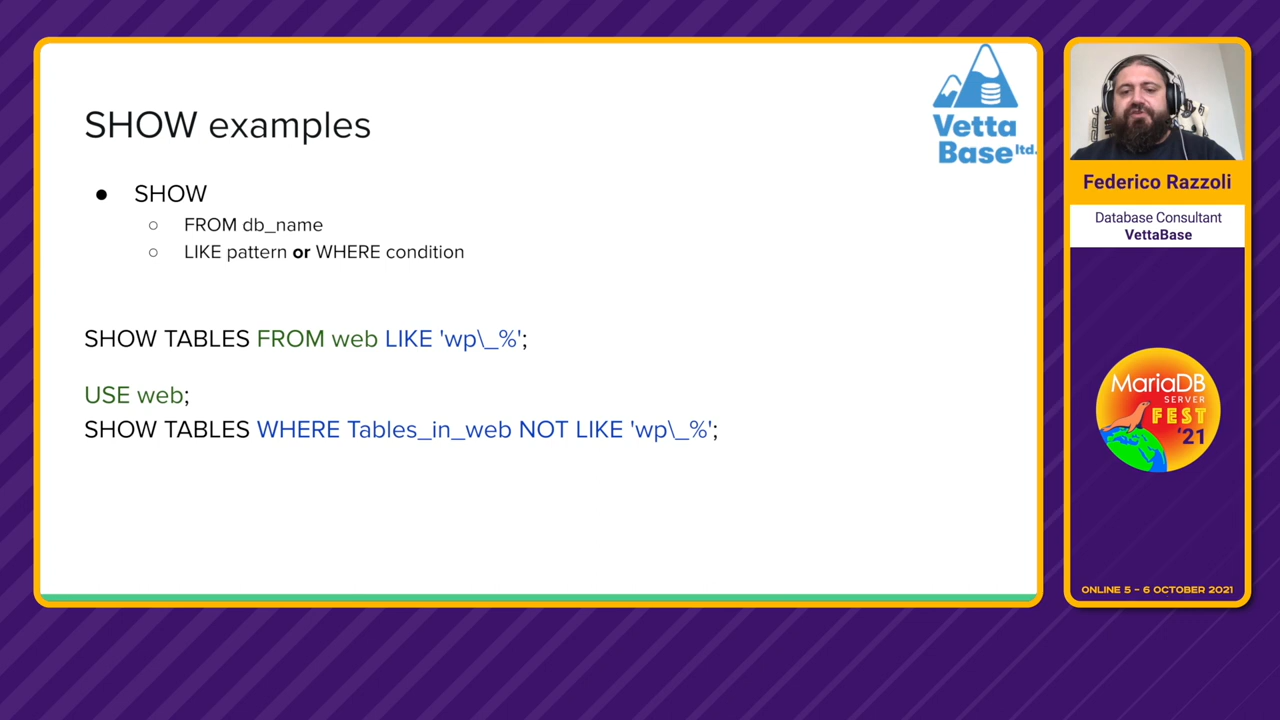 SHOW examples
● SHOW
○ FROM db_name
○ LIKE pattern or WHERE condition
SHOW TABLES FROM web LIKE 'wp\_%';
USE web;
SHOW TABLES WHERE Tables_in_web NOT LIKE 'wp\_%';
Vetta
Base ltd.
Federico Razzoli
Database Consultant
VettaBase
MariaDB
SERVER
FEST
'21
ONLINE 5 – 6 OCTOBER 2021